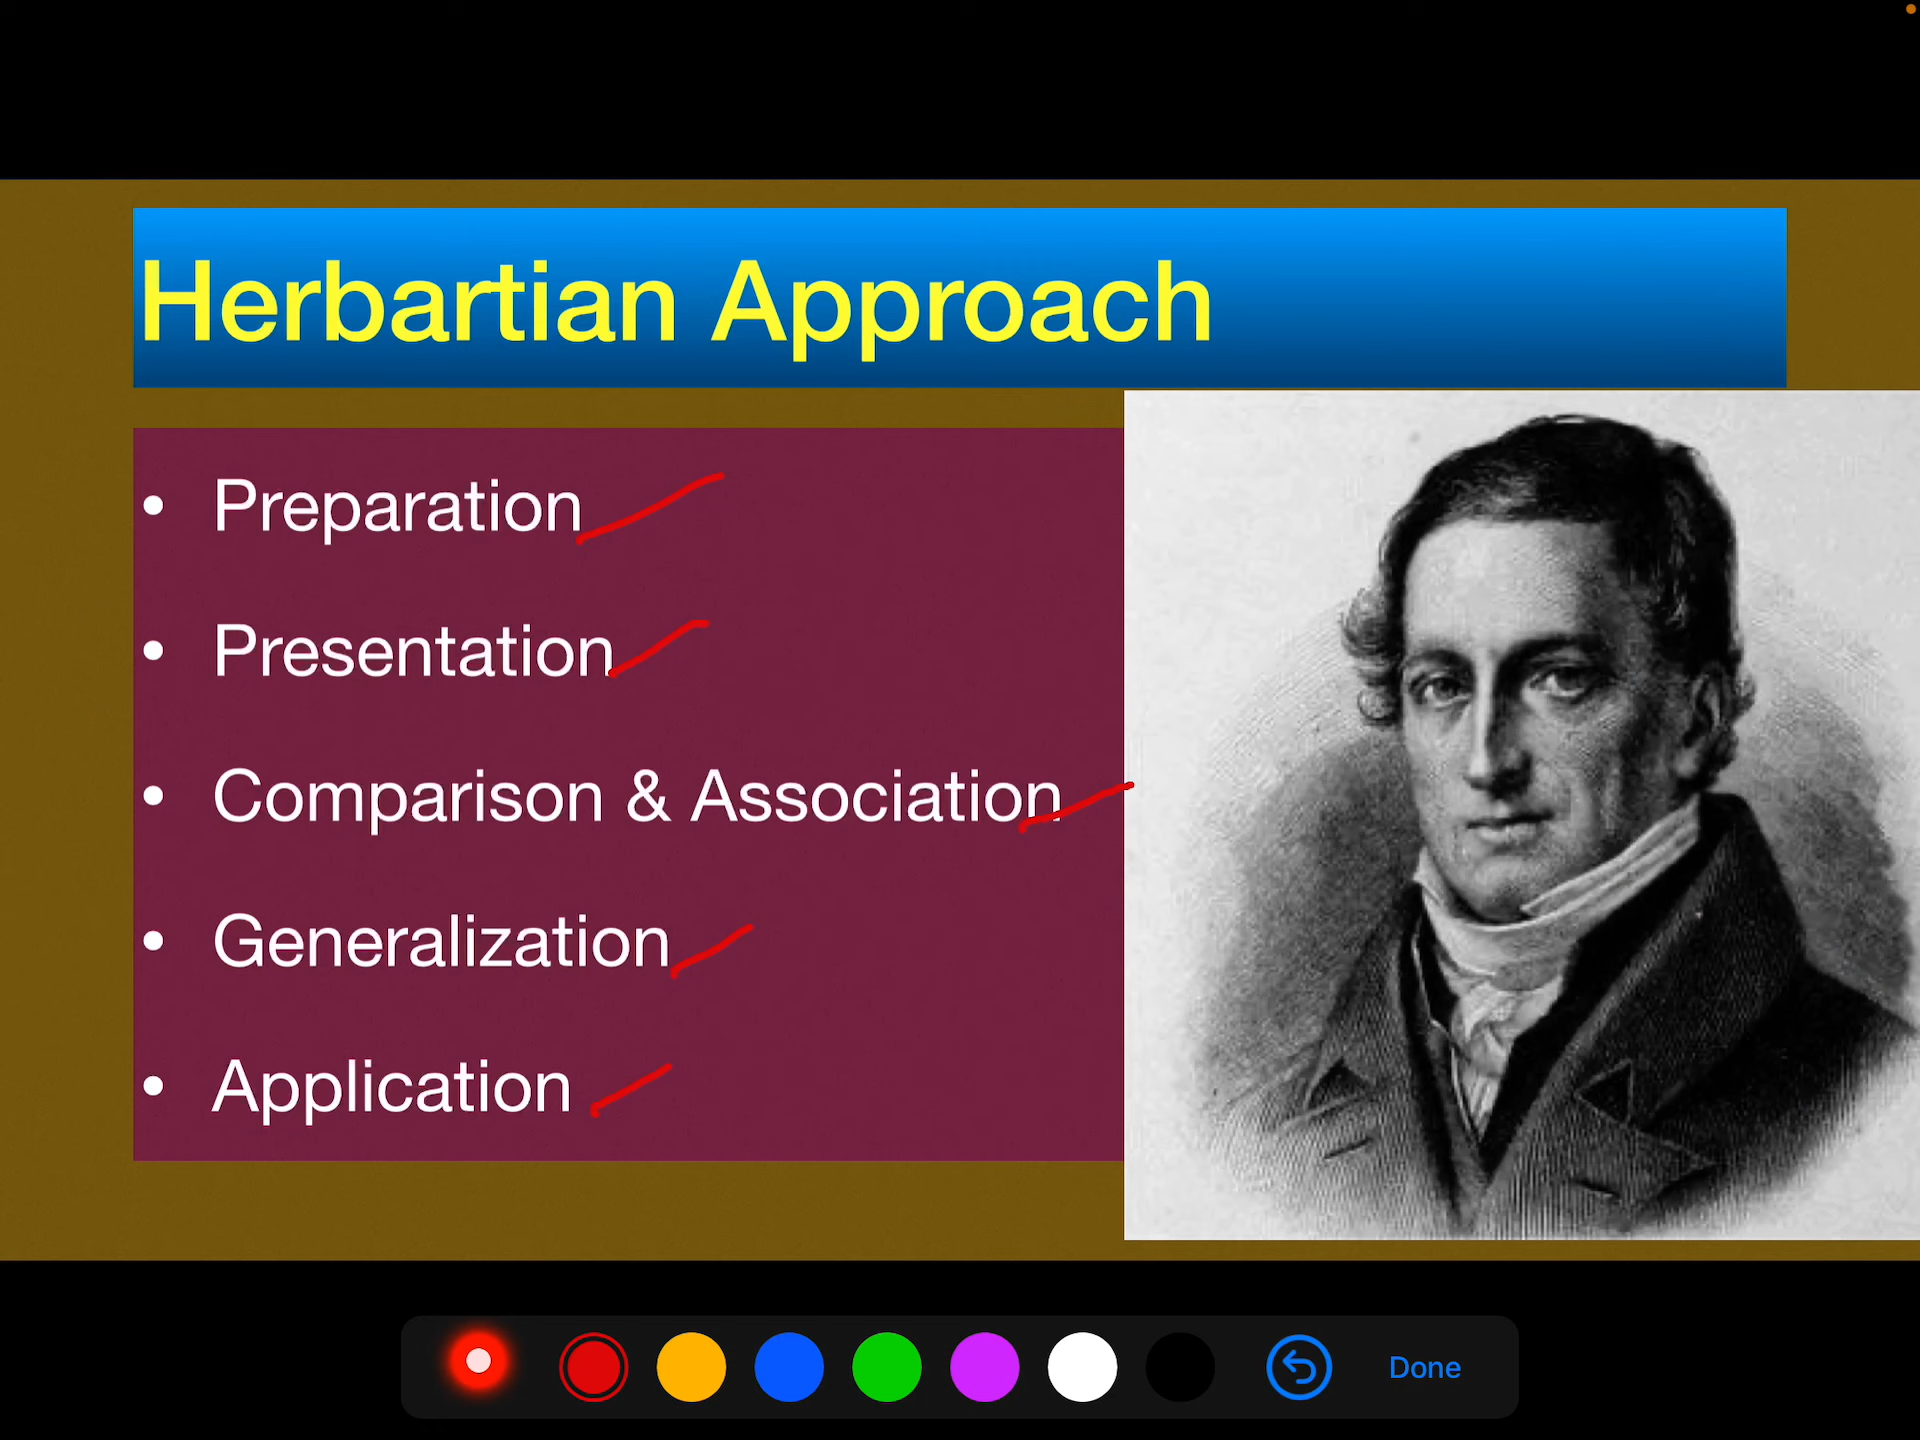 Herbartian Approach
• Preparation
• Presentation
• Comparison & Association
• Generalization
• Application
Done